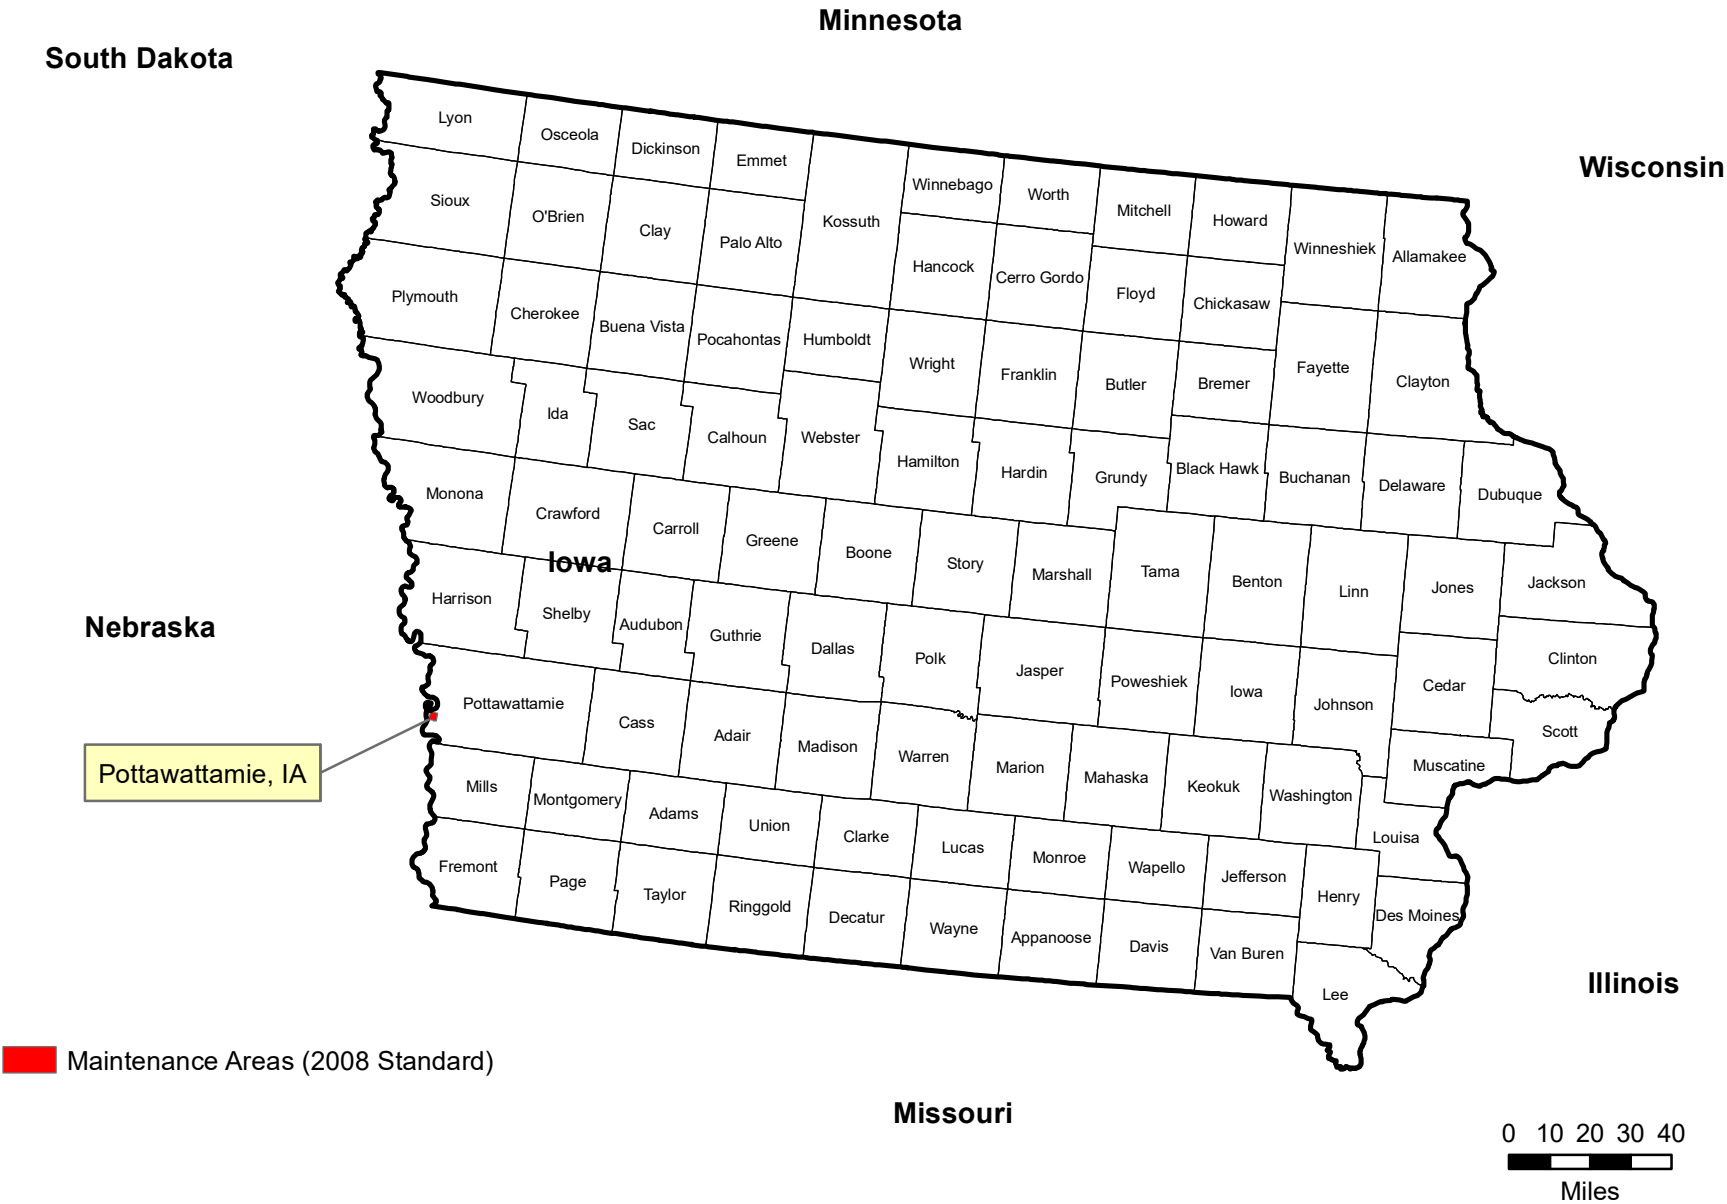 Minnesota
South Dakota
Wisconsin
Lyon
Osceola
Dickinson
Emmet
Kossuth
Winnebago
Worth
Mitchell
Howard
Winneshiek
Allamakee
Sioux
O'Brien
Clay
Palo Alto
Hancock
Cerro Gordo
Floyd
Chickasaw
Plymouth
Cherokee
Buena Vista
Pocahontas
Humboldt
Wright
Franklin
Butler
Bremer
Fayette
Clayton
Woodbury
Ida
Sac
Calhoun
Webster
Hamilton
Hardin
Grundy
Black Hawk
Buchanan
Delaware
Dubuque
Monona
Crawford
Carroll
Greene
Boone
Story
Marshall
Tama
Benton
Linn
Jones
Jackson
Iowa
Nebraska
Harrison
Shelby
Audubon
Guthrie
Dallas
Polk
Jasper
Poweshiek
Iowa
Johnson
Cedar
Clinton
Scott
Pottawattamie
Cass
Adair
Madison
Warren
Marion
Mahaska
Keokuk
Washington
Muscatine
Pottawattamie, IA
Mills
Montgomery
Adams
Union
Clarke
Lucas
Monroe
Wapello
Jefferson
Henry
Louisa
Fremont
Page
Taylor
Ringgold
Decatur
Wayne
Appanoose
Davis
Van Buren
Des Moines
Lee
Illinois
Maintenance Areas (2008 Standard)
Missouri
0 10 20 30 40
Miles